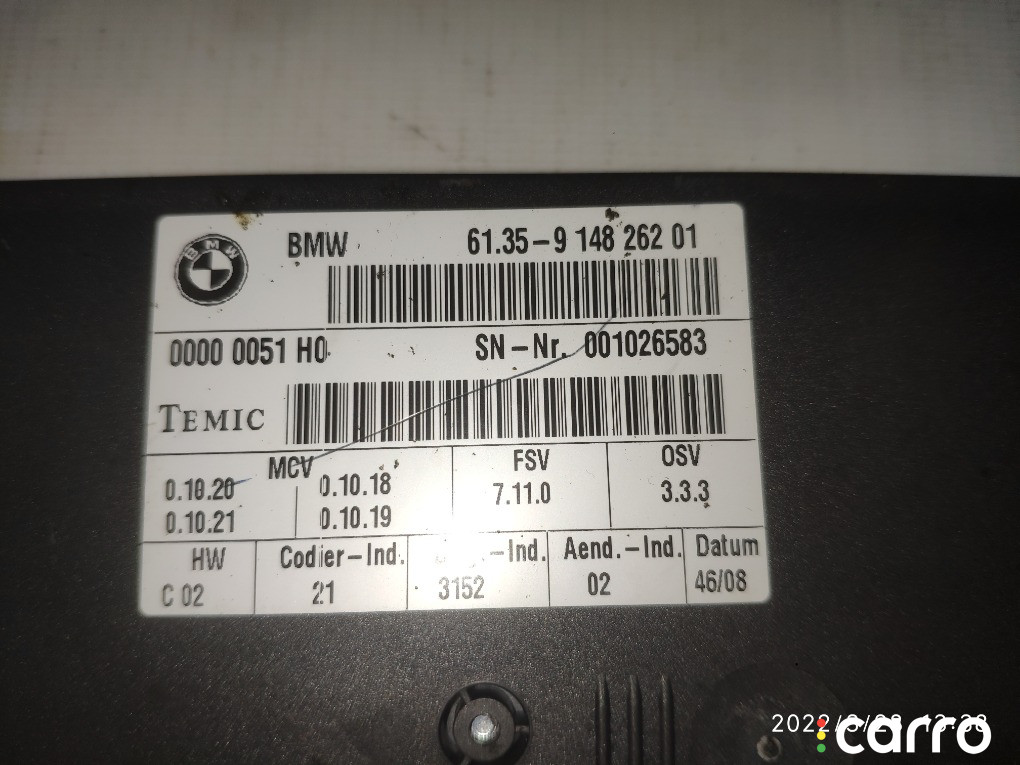 BMW 61.35-9 148 262 01
BMW
0000 0051 H0 SN-Nr. 001026583
TEMIC
MCV FSV OSV
0.10.20 0.10.18 7.11.0 3.3.3
0.10.21 0.10.19
HW Codier-Ind. -Ind. Aend.-Ind. Datum
C 02 21 3152 02 46/08
carro